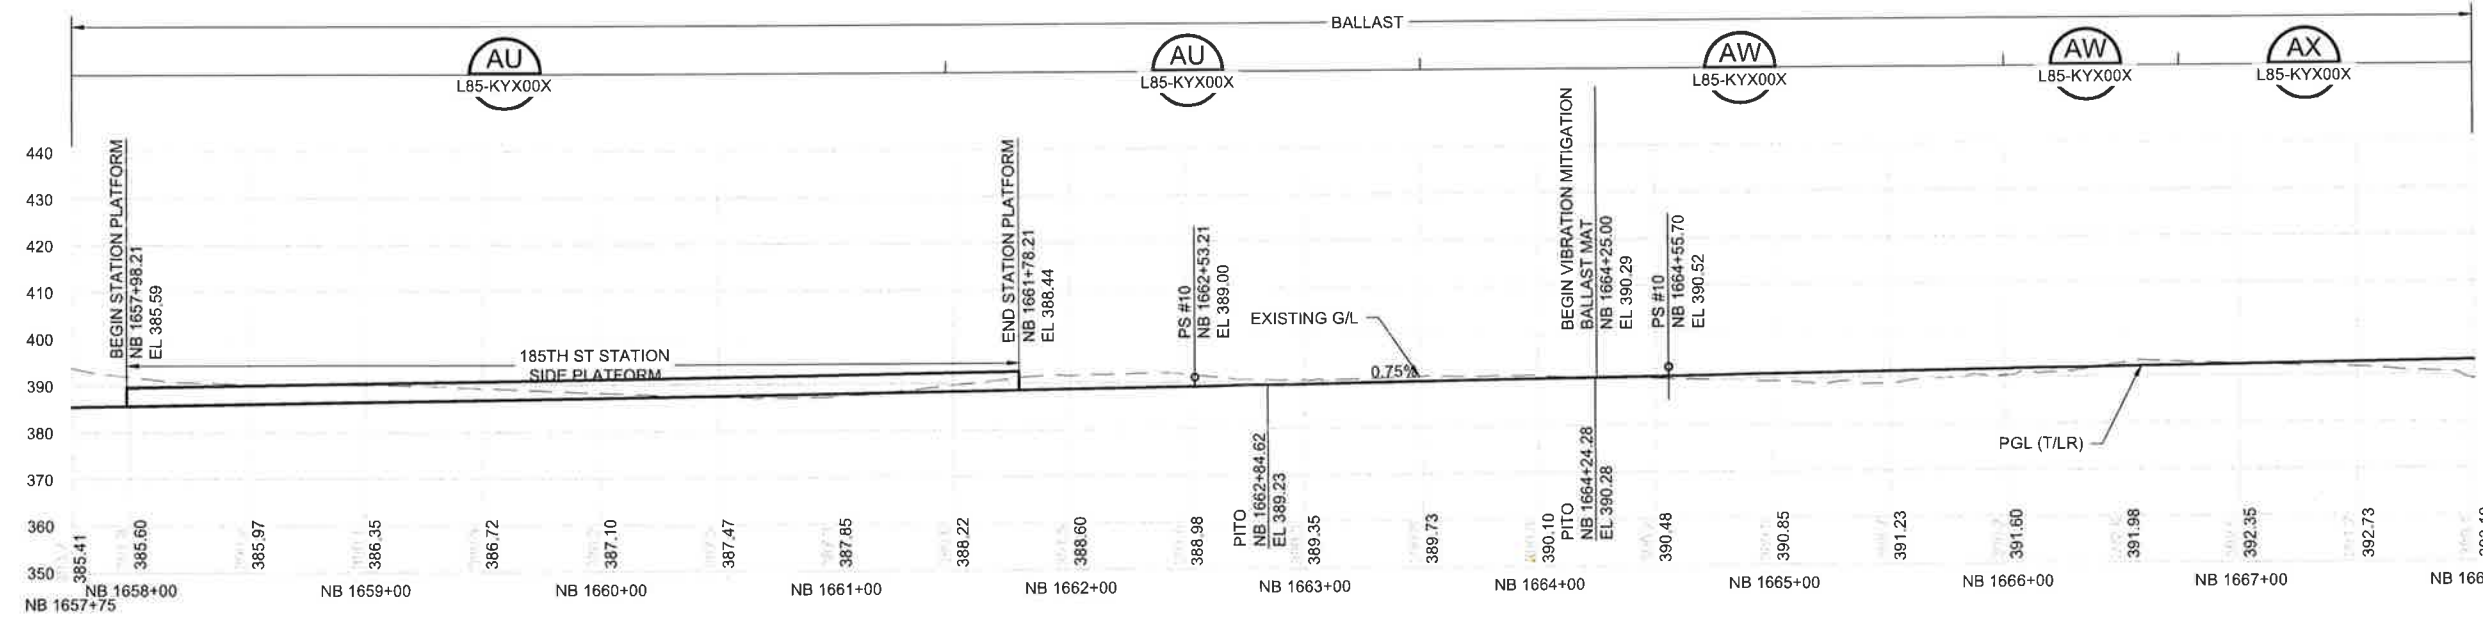 BALLAST
AU
L85-KYX00X
AU
L85-KYX00X
AW
L85-KYX00X
AW
L85-KYX00X
AX
L85-KYX00X
440
430
420
410
400
390
380
370
360
350
BEGIN STATION PLATFORM
NB 1657+98.21
EL 385.59
185TH ST STATION
SIDE PLATFORM
END STATION PLATFORM
NB 1661+78.21
EL 388.44
PS #10
NB 1662+53.21
EL 389.00
EXISTING G/L
0.75%
BEGIN VIBRATION MITIGATION
BALLAST MAT
NB 1664+25.00
EL 390.29
PS #10
NB 1664+55.70
EL 390.52
PITO
NB 1662+84.62
EL 389.23
PITO
NB 1664+24.28
EL 390.28
PGL (T/LR)
385.41
385.60
385.97
386.35
386.72
387.10
387.47
387.85
388.22
388.60
388.98
389.35
389.73
390.10
390.48
390.85
391.23
391.60
391.98
392.35
392.73
NB 1657+75
NB 1658+00
NB 1659+00
NB 1660+00
NB 1661+00
NB 1662+00
NB 1663+00
NB 1664+00
NB 1665+00
NB 1666+00
NB 1667+00
NB 166